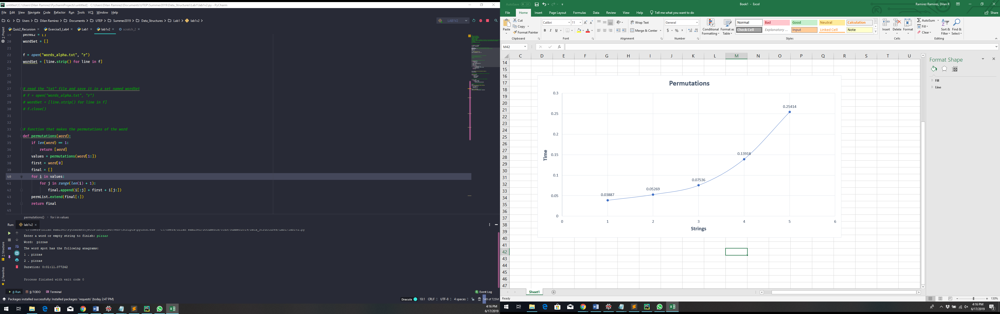 untitled [C:\Users\Dilan Ramirez\PycharmProjects\untitled] - C:\Users\Dilan Ramirez\Documents\UTEP\Summer2019\Data_Structures\Lab1\lab1v2.py - PyCharm
File Edit View Navigate Code Refactor Run Tools VCS Window Help
C: Users Dilan Ramirez Documents UTEP Summer2019 Data_Structures Lab1 lab1v2
LAB1V2
Quiz2_Recursion Exercise5_Lab4 Lab1 lab1v2 scratch_2
1: Project
19 perms2 = []
20 wordSet = []
21
22 f = open("words_alpha.txt", "r")
23 wordSet = [line.strip() for line in f]
24
25
26
27 # read the "txt" file and save it in a set named wordSet
28 # f = open("words_alpha.txt", "r")
29 # wordSet = [line.strip() for line in f]
30 # f.close()
31
32
33 # function that makes the permutations of the word
34 def permutations(word):
35 if len(word) == 1:
36 return [word]
37 values = permutations(word[1:])
38 first = word[0]
39 final = []
40 for i in values:
41 for j in range(len(i) + 1):
42 final.append(i[:j] + first + i[j:])
43 permList.extend(final[:])
44 return final
45
permutations() for i in values
Run: lab1v2
"C:\Users\Dilan Ramirez\PycharmProjects\untitled\venv\Scripts\python.exe" "C:/Users/Dilan Ramirez/Documents/UTEP/Summer2019/Data_Structures/Lab1/lab1v2.py"
Enter a word or empty string to finish: pizzas
Word: pizzas
The word spot has the following anagrams:
1 . pizzas
2 . pizzas
Duration: 0:01:11.077242
Process finished with exit code 0
7: Structure
2: Favorites
4: Run 6: TODO Terminal
1 Event Log
Packages installed successfully: Installed packages: 'requests' (today 2:47 PM)
Dracula 10:1 CRLF UTF-8 4 spaces 149 of 725M
4:16 PM
6/17/2019
AutoSave Off
Book1 - Excel
Ramirez Ramirez, Dilan R
File Home Insert Page Layout Formulas Data Review View Help Tell me what you want to do
Share
Paste
Cut
Copy
Format Painter
Clipboard
Calibri 11
B I U
Font
Wrap Text
Merge & Center
Alignment
General
$ % ,
Number
Conditional Formatting
Format as Table
Normal Bad Good Neutral Calculation
Check Cell Explanatory ... Input Linked Cell Note
Styles
Insert Delete Format
Cells
AutoSum
Fill
Clear
Sort & Filter
Find & Select
Editing
M42
fx
C D E F G H I J K L M N O P Q R S T U
14
15
16
17
18
19
20
21
22
23
24
25
26
27
28
29
30
31
32
33
34
35
36
37
38
39
40
41
42
43
44
45
46
47
Permutations
0.3
0.25
0.2
0.15
0.1
0.05
0
Time
0.03887
0.05269
0.07536
0.13918
0.25414
0 1 2 3 4 5 6
Strings
Format Shape
Fill
Line
Sheet1
Ready
130%
4:16 PM
6/17/2019
2